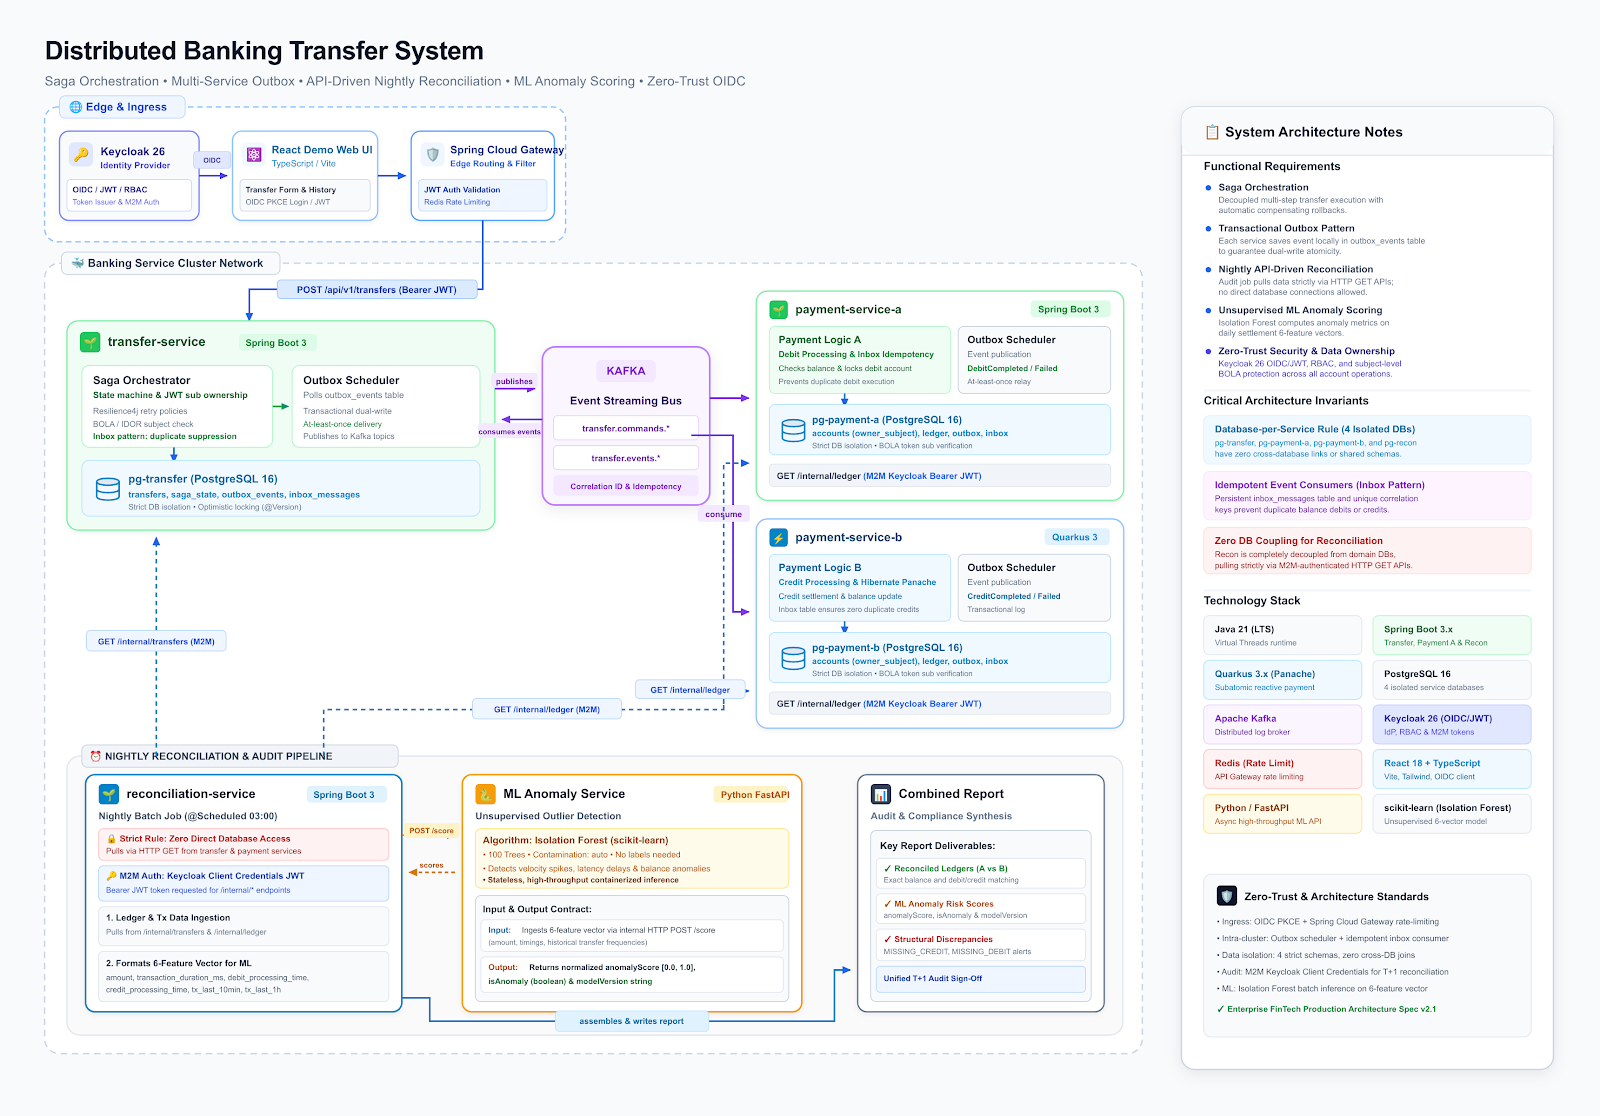 Distributed Banking Transfer System
Saga Orchestration • Multi-Service Outbox • API-Driven Nightly Reconciliation • ML Anomaly Scoring • Zero-Trust OIDC
Edge & Ingress
Keycloak 26
Identity Provider
OIDC / JWT / RBAC
Token Issuer & M2M Auth
OIDC
React Demo Web UI
TypeScript / Vite
Transfer Form & History
OIDC PKCE Login / JWT
Spring Cloud Gateway
Edge Routing & Filter
JWT Auth Validation
Redis Rate Limiting
Banking Service Cluster Network
POST /api/v1/transfers (Bearer JWT)
transfer-service
Spring Boot 3
Saga Orchestrator
State machine & JWT sub ownership
Resilience4j retry policies
BOLA / IDOR subject check
Inbox pattern: duplicate suppression
Outbox Scheduler
Polls outbox_events table
Transactional dual-write
At-least-once delivery
Publishes to Kafka topics
pg-transfer (PostgreSQL 16)
transfers, saga_state, outbox_events, inbox_messages
Strict DB isolation • Optimistic locking (@Version)
publishes
consumes events
KAFKA
Event Streaming Bus
transfer.commands.*
transfer.events.*
Correlation ID & Idempotency
consume
payment-service-a
Spring Boot 3
Payment Logic A
Debit Processing & Inbox Idempotency
Checks balance & locks debit account
Prevents duplicate debit execution
Outbox Scheduler
Event publication
DebitCompleted / Failed
At-least-once relay
pg-payment-a (PostgreSQL 16)
accounts (owner_subject), ledger, outbox, inbox
Strict DB isolation • BOLA token sub verification
GET /internal/ledger (M2M Keycloak Bearer JWT)
payment-service-b
Quarkus 3
Payment Logic B
Credit Processing & Hibernate Panache
Credit settlement & balance update
Inbox table ensures zero duplicate credits
Outbox Scheduler
Event publication
CreditCompleted / Failed
Transactional log
pg-payment-b (PostgreSQL 16)
accounts (owner_subject), ledger, outbox, inbox
Strict DB isolation • BOLA token sub verification
GET /internal/ledger (M2M Keycloak Bearer JWT)
GET /internal/transfers (M2M)
GET /internal/ledger
GET /internal/ledger (M2M)
NIGHTLY RECONCILIATION & AUDIT PIPELINE
reconciliation-service
Spring Boot 3
Nightly Batch Job (@Scheduled 03:00)
Strict Rule: Zero Direct Database Access
Pulls via HTTP GET from transfer & payment services
M2M Auth: Keycloak Client Credentials JWT
Bearer JWT token requested for /internal/* endpoints
1. Ledger & Tx Data Ingestion
Pulls from /internal/transfers & /internal/ledger
2. Formats 6-Feature Vector for ML
amount, transaction_duration_ms, debit_processing_time,
credit_processing_time, tx_last_10min, tx_last_1h
POST /score
scores
ML Anomaly Service
Python FastAPI
Unsupervised Outlier Detection
Algorithm: Isolation Forest (scikit-learn)
• 100 Trees • Contamination: auto • No labels needed
• Detects velocity spikes, latency delays & balance anomalies
• Stateless, high-throughput containerized inference
Input & Output Contract:
Input: Ingests 6-feature vector via internal HTTP POST /score
(amount, timings, historical transfer frequencies)
Output: Returns normalized anomalyScore [0.0, 1.0],
isAnomaly (boolean) & modelVersion string
assembles & writes report
Combined Report
Audit & Compliance Synthesis
Key Report Deliverables:
✓ Reconciled Ledgers (A vs B)
Exact balance and debit/credit matching
✓ ML Anomaly Risk Scores
anomalyScore, isAnomaly & modelVersion
✓ Structural Discrepancies
MISSING_CREDIT, MISSING_DEBIT alerts
Unified T+1 Audit Sign-Off
System Architecture Notes
Functional Requirements
Saga Orchestration
Decoupled multi-step transfer execution with
automatic compensating rollbacks.
Transactional Outbox Pattern
Each service saves event locally in outbox_events table
to guarantee dual-write atomicity.
Nightly API-Driven Reconciliation
Audit job pulls data strictly via HTTP GET APIs;
no direct database connections allowed.
Unsupervised ML Anomaly Scoring
Isolation Forest computes anomaly metrics on
daily settlement 6-feature vectors.
Zero-Trust Security & Data Ownership
Keycloak 26 OIDC/JWT, RBAC, and subject-level
BOLA protection across all account operations.
Critical Architecture Invariants
Database-per-Service Rule (4 Isolated DBs)
pg-transfer, pg-payment-a, pg-payment-b, and pg-recon
have zero cross-database links or shared schemas.
Idempotent Event Consumers (Inbox Pattern)
Persistent inbox_messages table and unique correlation
keys prevent duplicate balance debits or credits.
Zero DB Coupling for Reconciliation
Recon is completely decoupled from domain DBs,
pulling strictly via M2M-authenticated HTTP GET APIs.
Technology Stack
Java 21 (LTS)
Virtual Threads runtime
Spring Boot 3.x
Transfer, Payment A & Recon
Quarkus 3.x (Panache)
Subatomic reactive payment
PostgreSQL 16
4 isolated service databases
Apache Kafka
Distributed log broker
Keycloak 26 (OIDC/JWT)
IdP, RBAC & M2M tokens
Redis (Rate Limit)
API Gateway rate limiting
React 18 + TypeScript
Vite, Tailwind, OIDC client
Python / FastAPI
Async high-throughput ML API
scikit-learn (Isolation Forest)
Unsupervised 6-vector model
Zero-Trust & Architecture Standards
• Ingress: OIDC PKCE + Spring Cloud Gateway rate-limiting
• Intra-cluster: Outbox scheduler + idempotent inbox consumer
• Data isolation: 4 strict schemas, zero cross-DB joins
• Audit: M2M Keycloak Client Credentials for T+1 reconciliation
• ML: Isolation Forest batch inference on 6-feature vector
✓ Enterprise FinTech Production Architecture Spec v2.1